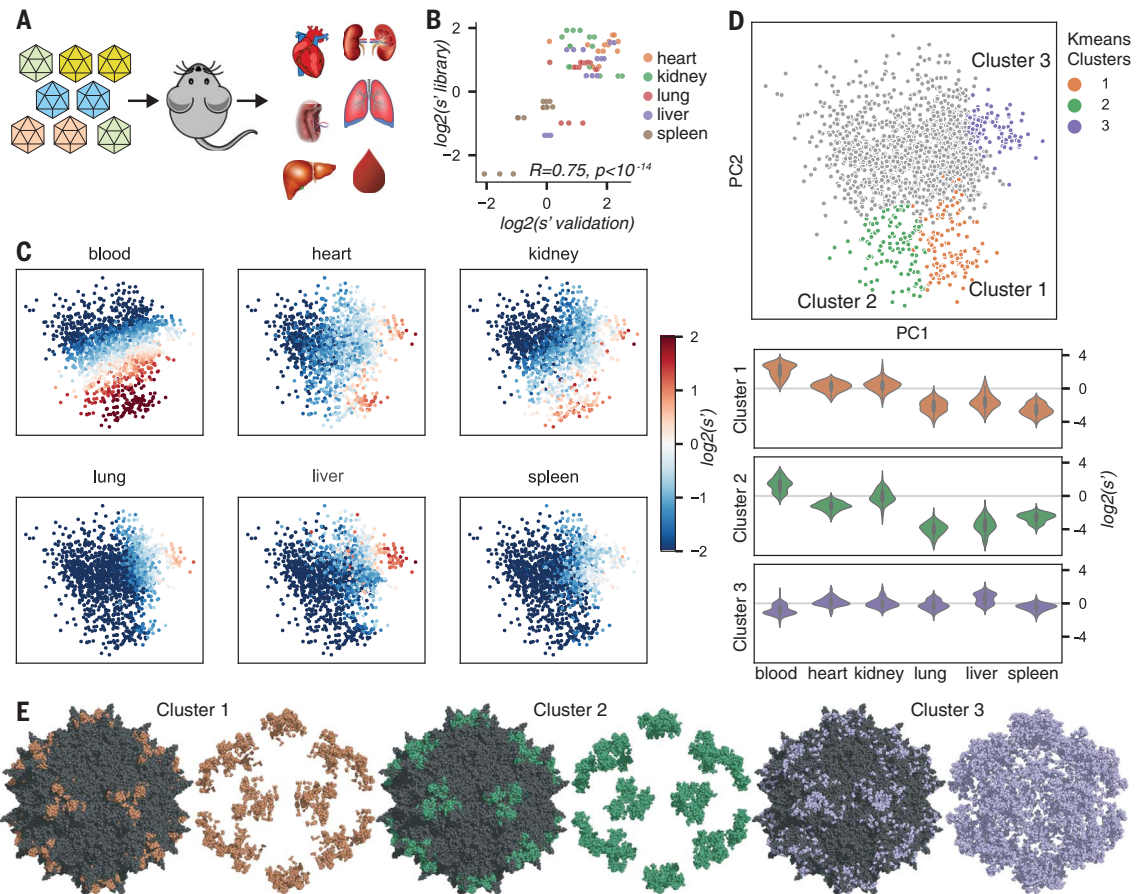 A
B
log2(s' library)
2
0
−2
−2
0
2
log2(s' validation)
R=0.75, p<10⁻¹⁴
heart
kidney
lung
liver
spleen
C
blood
heart
kidney
lung
liver
spleen
2
1
0
−1
−2
log2(s')
D
PC2
PC1
Cluster 3
Cluster 2
Cluster 1
Kmeans
Clusters
1
2
3
Cluster 1
4
0
-4
Cluster 2
4
0
-4
Cluster 3
4
0
-4
log2(s')
blood heart kidney lung liver spleen
E
Cluster 1
Cluster 2
Cluster 3